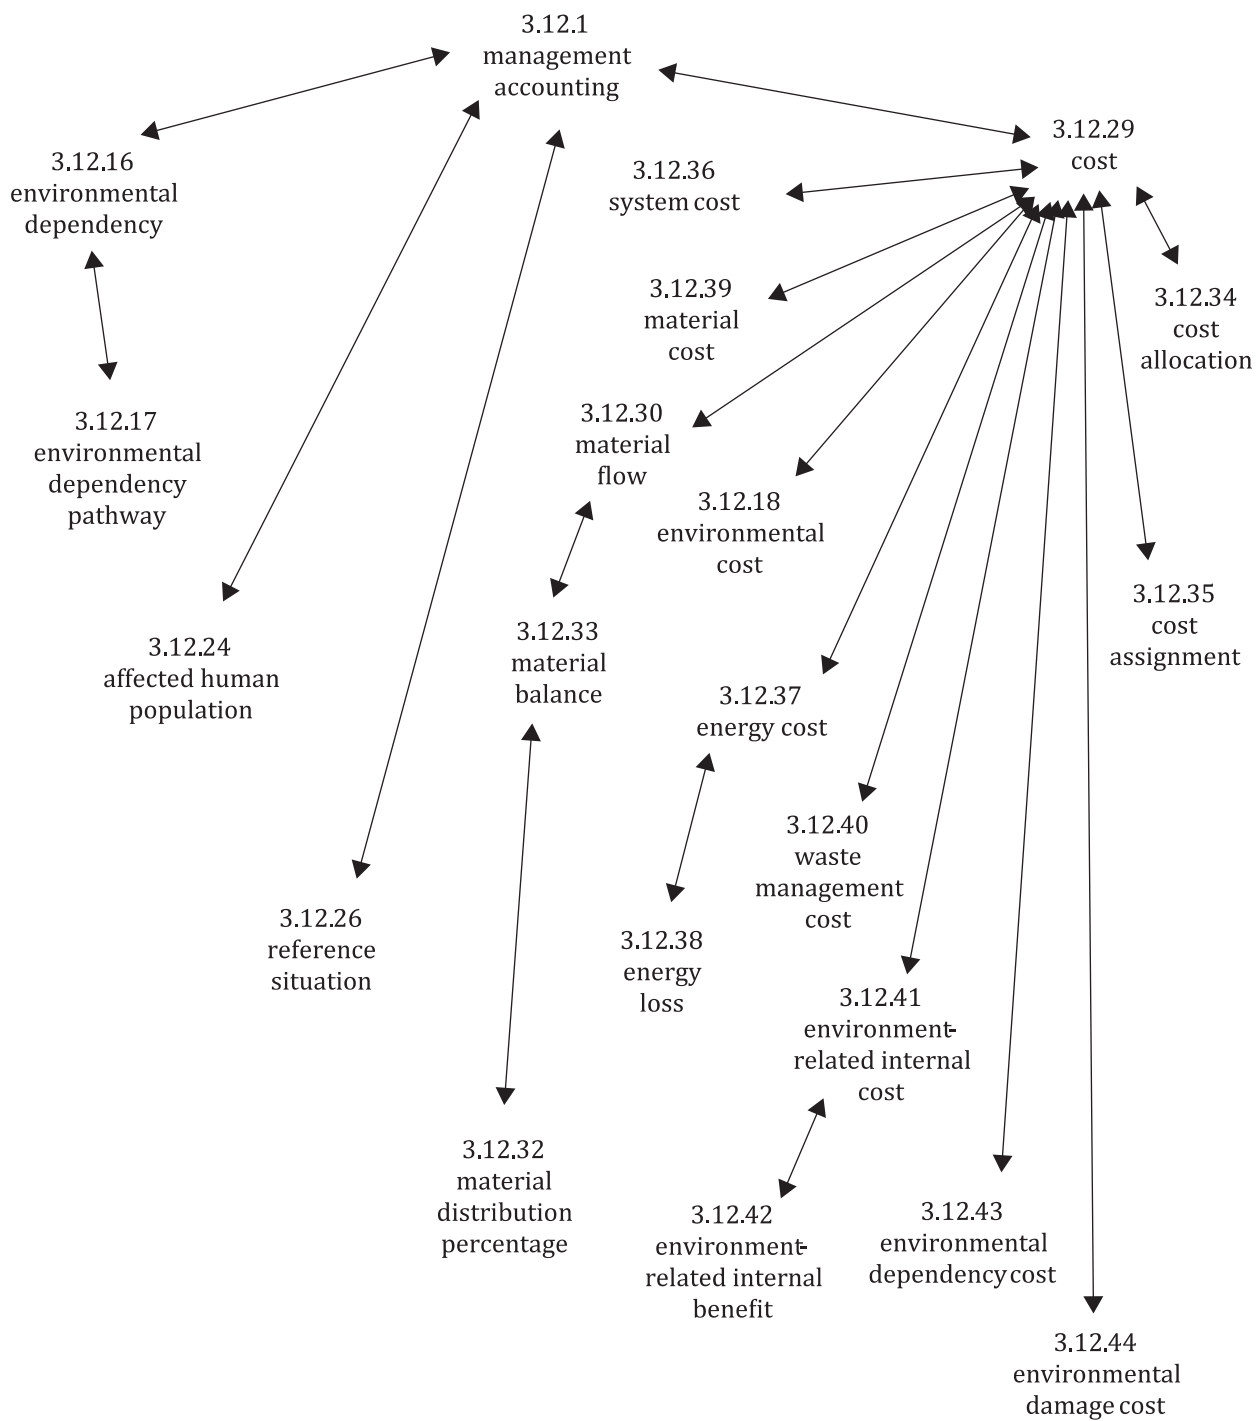 3.12.1
management
accounting
3.12.29
cost
3.12.16
environmental
dependency
3.12.36
system cost
3.12.39
material
cost
3.12.34
cost
allocation
3.12.17
environmental
dependency
pathway
3.12.30
material
flow
3.12.18
environmental
cost
3.12.35
cost
assignment
3.12.24
affected human
population
3.12.33
material
balance
3.12.37
energy cost
3.12.40
waste
management
cost
3.12.26
reference
situation
3.12.38
energy
loss
3.12.41
environment-
related internal
cost
3.12.32
material
distribution
percentage
3.12.42
environment-
related internal
benefit
3.12.43
environmental
dependency cost
3.12.44
environmental
damage cost